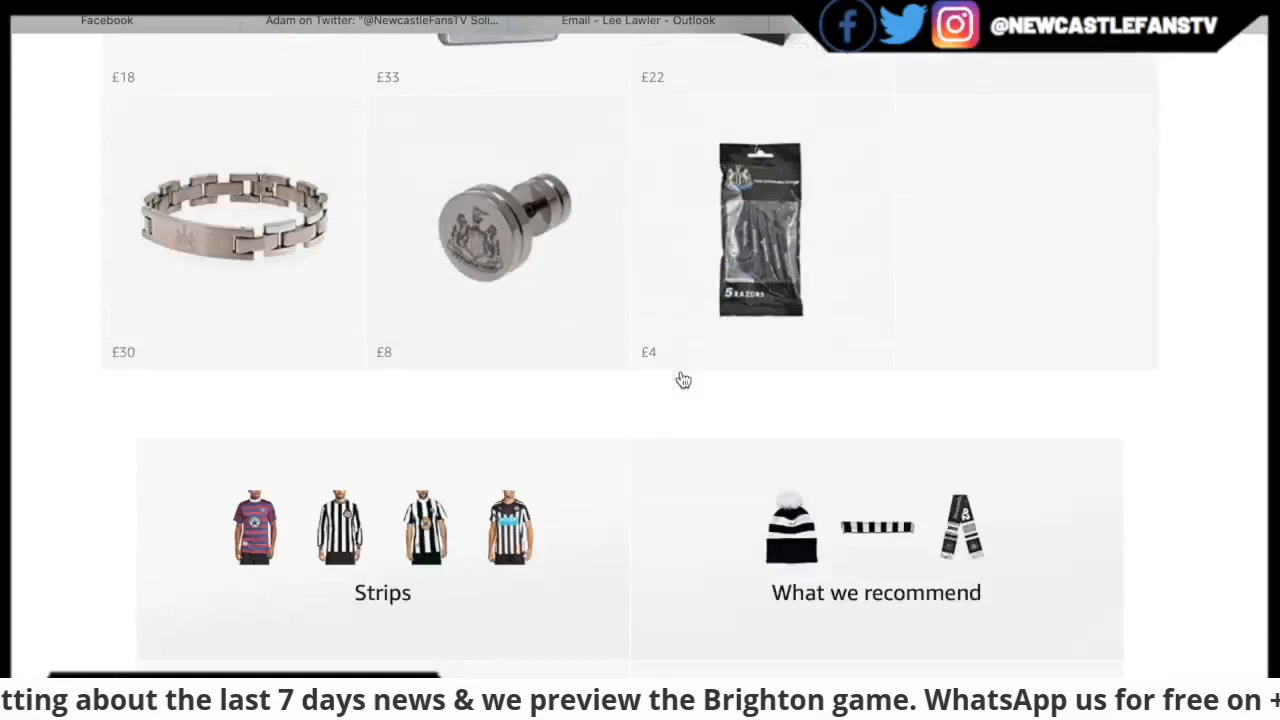 Facebook
Adam on Twitter: "@NewcastleFansTV Soli...
Email – Lee Lawler – Outlook
@NEWCASTLEFANSTV
£18
£33
£22
5 RAZORS
£30
£8
£4
Strips
What we recommend
tting about the last 7 days news & we preview the Brighton game. WhatsApp us for free on +